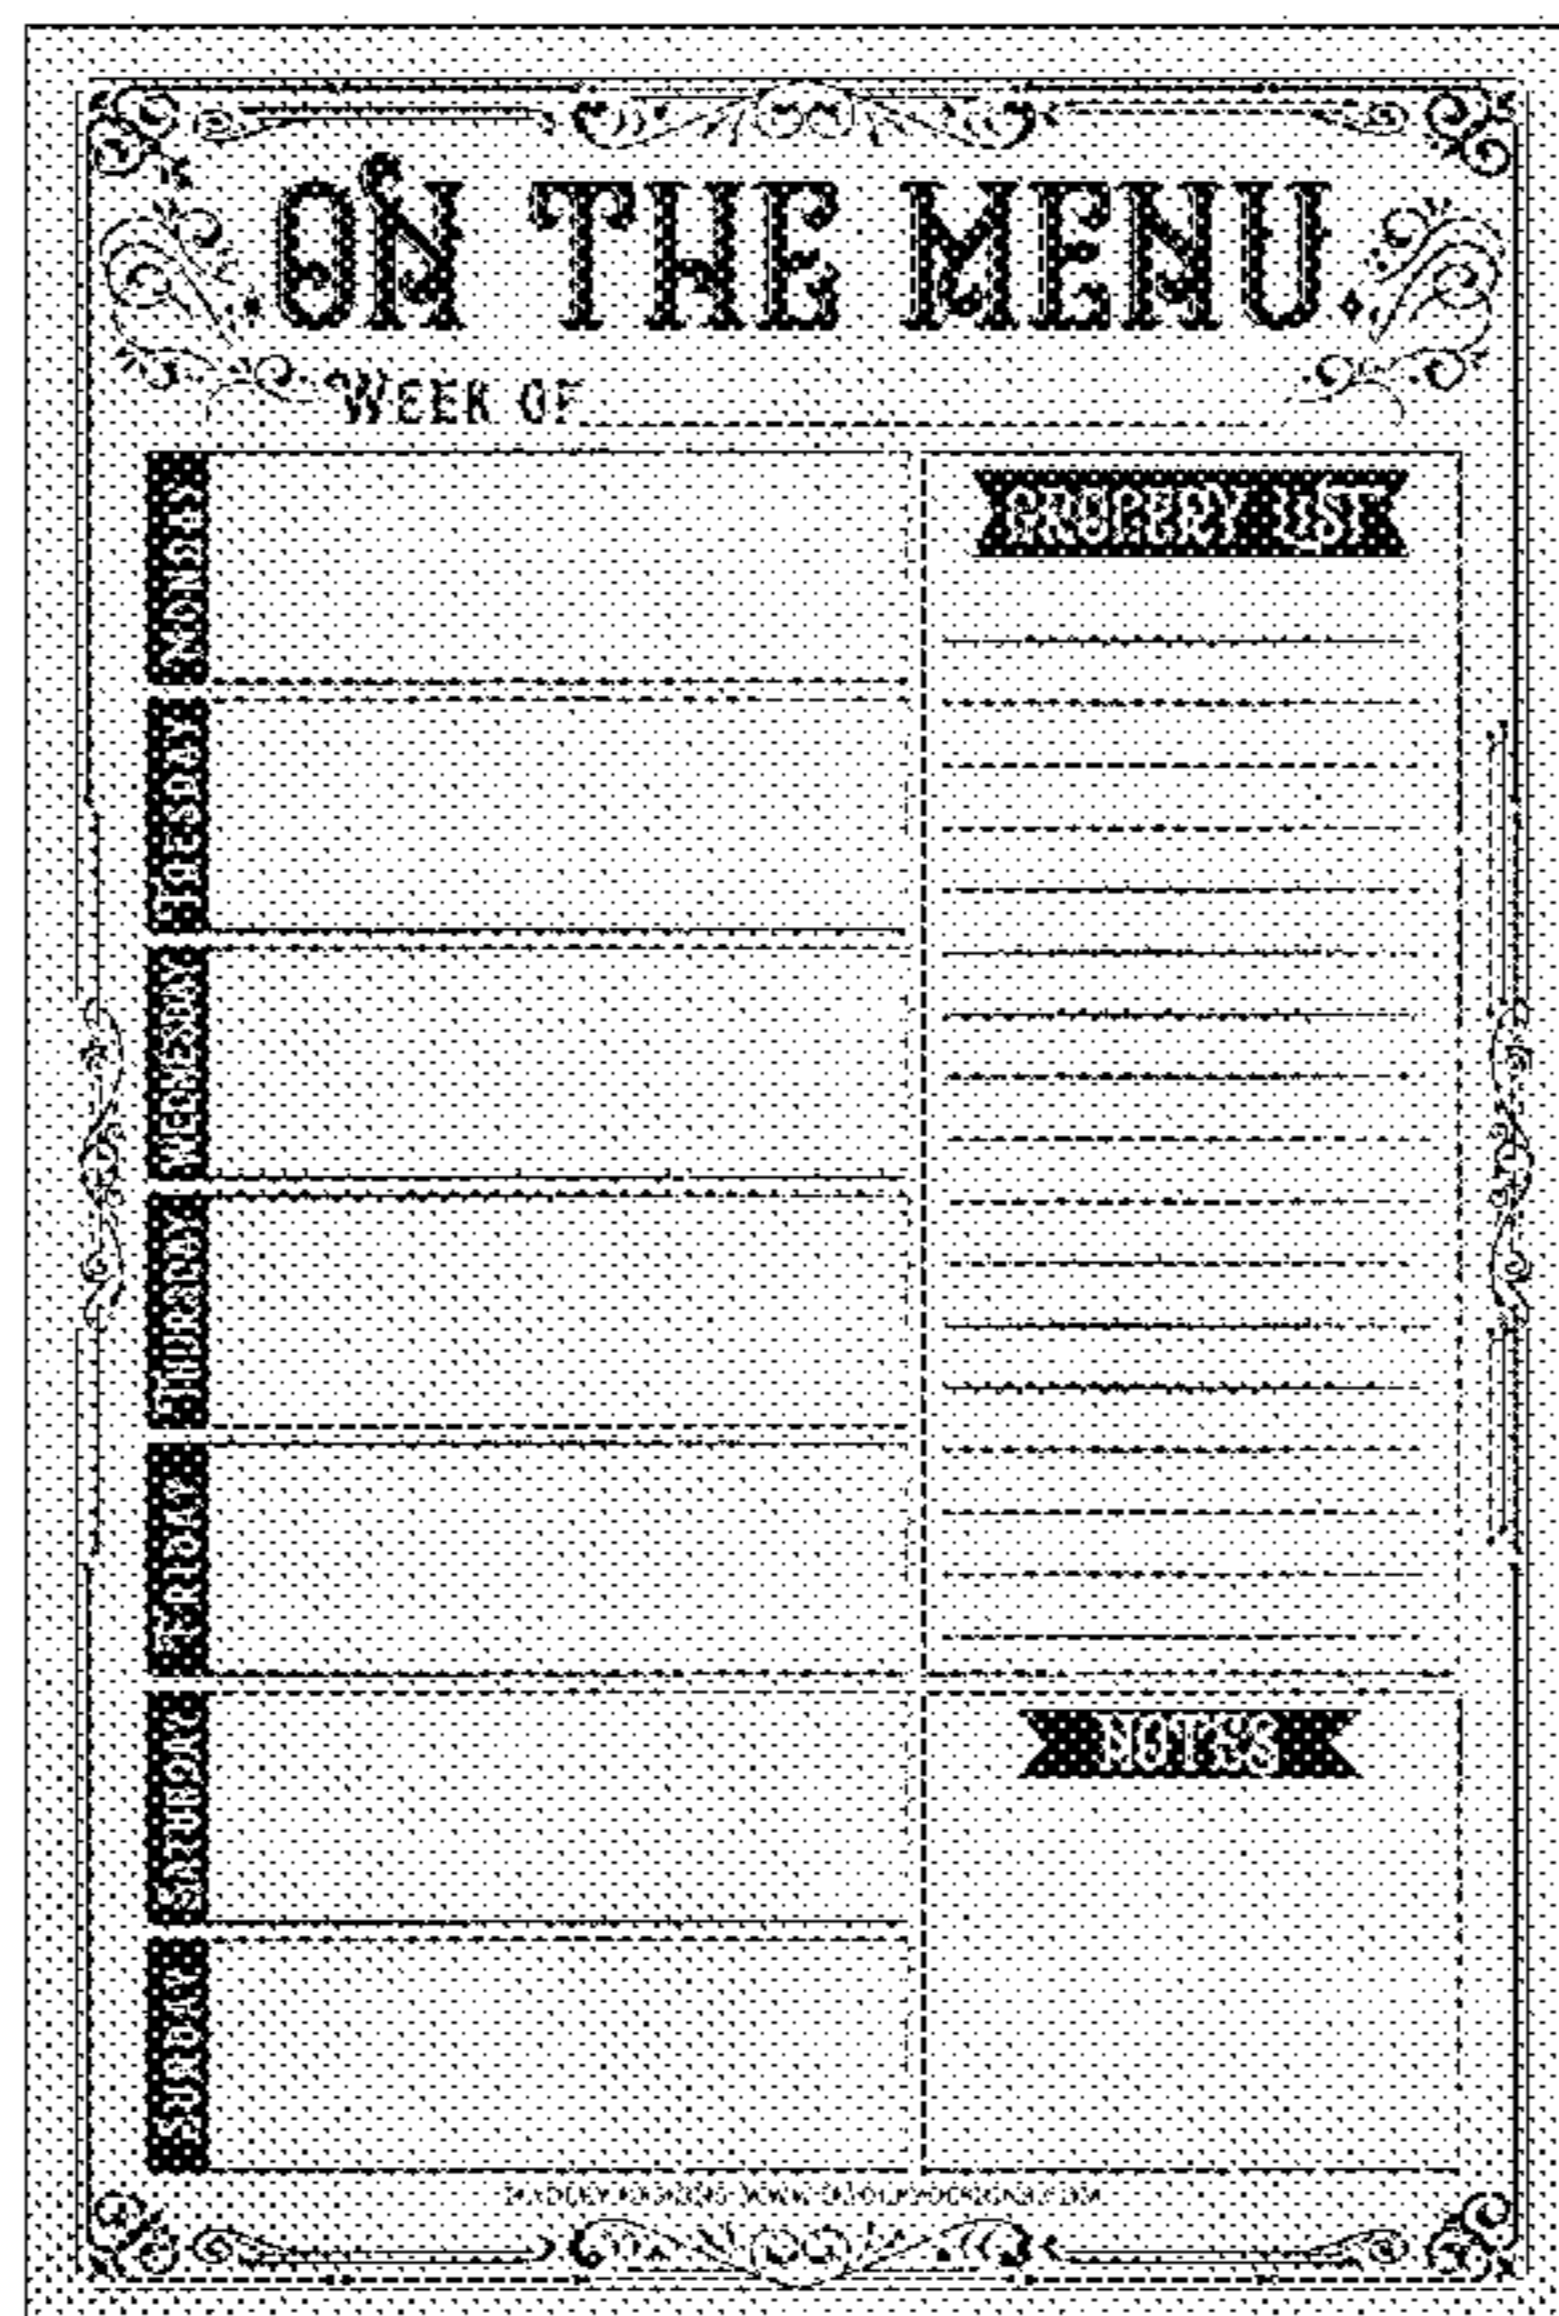 ON THE MENU
WEEK OF
MONDAY
TUESDAY
WEDNESDAY
THURSDAY
FRIDAY
SATURDAY
SUNDAY
GROCERY LIST
NOTES